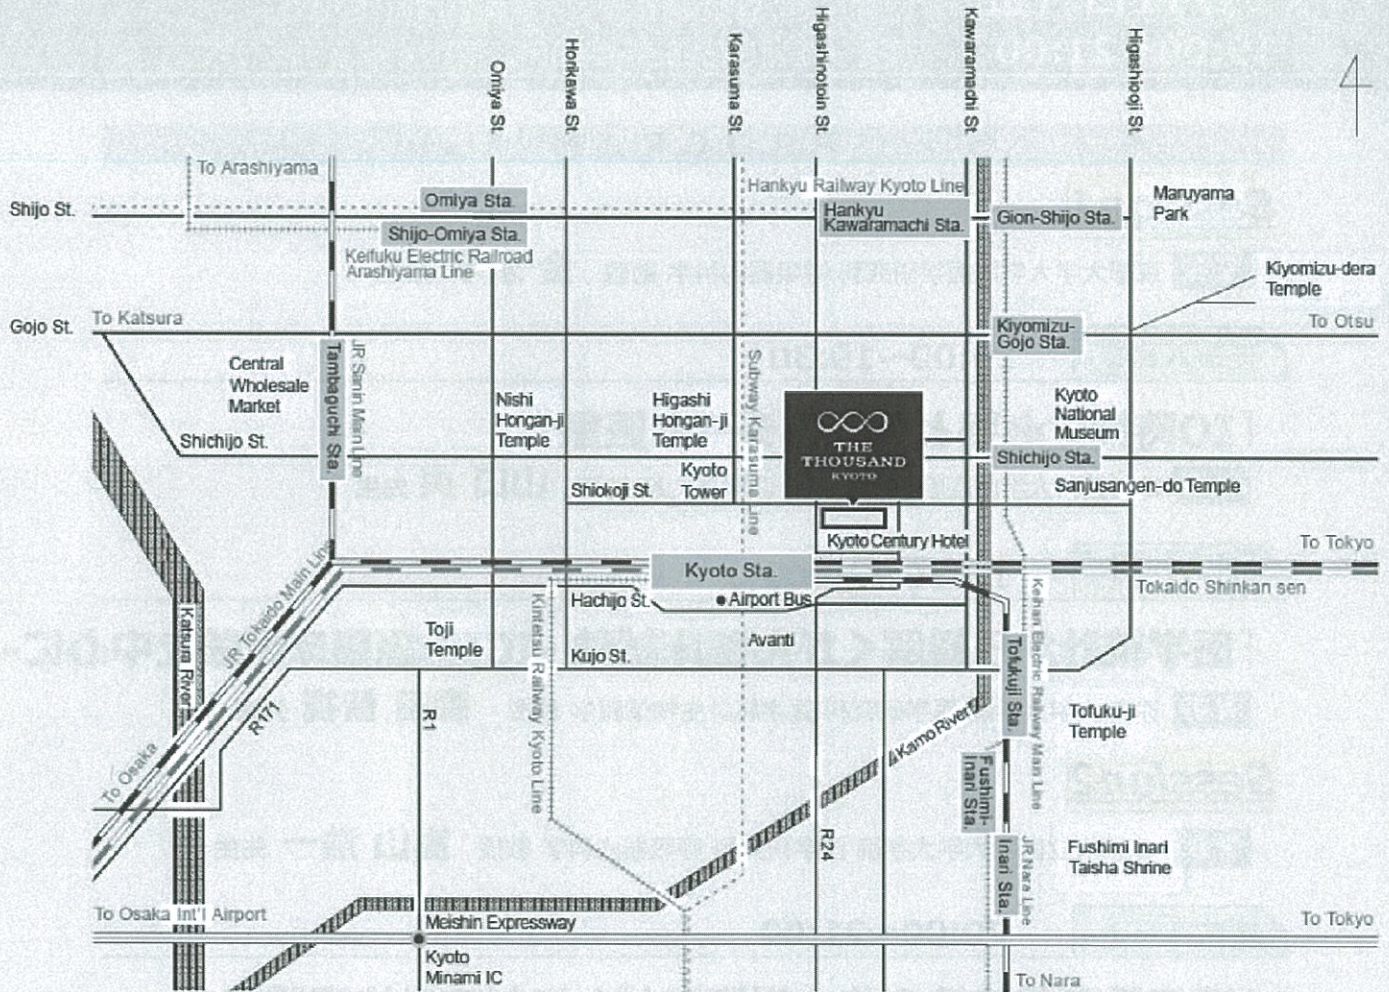 Omiya St.
Horikawa St.
Karasuma St.
Higashinotoin St.
Kawaramachi St.
Higashiooji St.
To Arashiyama
Hankyu Railway Kyoto Line
Omiya Sta.
Shijo St.
Hankyu
Kawaramachi Sta.
Gion-Shijo Sta.
Maruyama
Park
Shijo-Omiya Sta.
Keifuku Electric Railroad
Arashiyama Line
Kiyomizu-dera
Temple
Gojo St.
To Katsura
Kiyomizu-
Gojo Sta.
To Otsu
Central
Wholesale
Market
Tambaguchi Sta.
JR Sanin Main Line
Nishi
Hongan-ji
Temple
Higashi
Hongan-ji
Temple
Subway Karasuma Line
THE
THOUSAND
KYOTO
Kyoto
National
Museum
Shichijo St.
Shichijo Sta.
Kyoto
Tower
Shiokoji St.
Sanjusangen-do Temple
Kyoto Century Hotel
To Tokyo
Kyoto Sta.
Tokaido Shinkan sen
JR Tokaido Main Line
Hachijo St.
Airport Bus
Katsura River
Toji
Temple
Kintetsu Railway Kyoto Line
Kujo St.
Avanti
Tofukuji Sta.
Keihan Electric Railway Main Line
R171
R1
Kamo River
Tofuku-ji
Temple
To Osaka
Fushimi-
Inari Sta.
R24
Inari Sta.
JR Nara Line
Fushimi Inari
Taisha Shrine
To Osaka Int'l Airport
Meishin Expressway
To Tokyo
Kyoto
Minami IC
To Nara